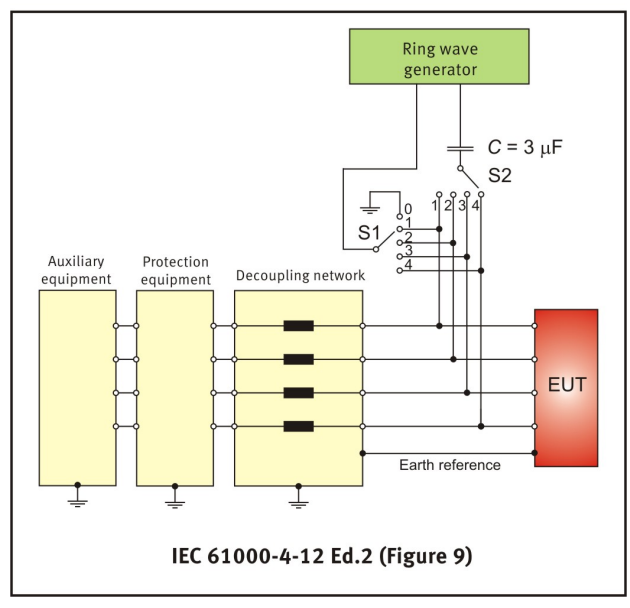 Ring wave
generator
C = 3 μF
S2
1 2 3 4
S1
0
1
2
3
4
Auxiliary
equipment
Protection
equipment
Decoupling network
EUT
Earth reference
IEC 61000-4-12 Ed.2 (Figure 9)